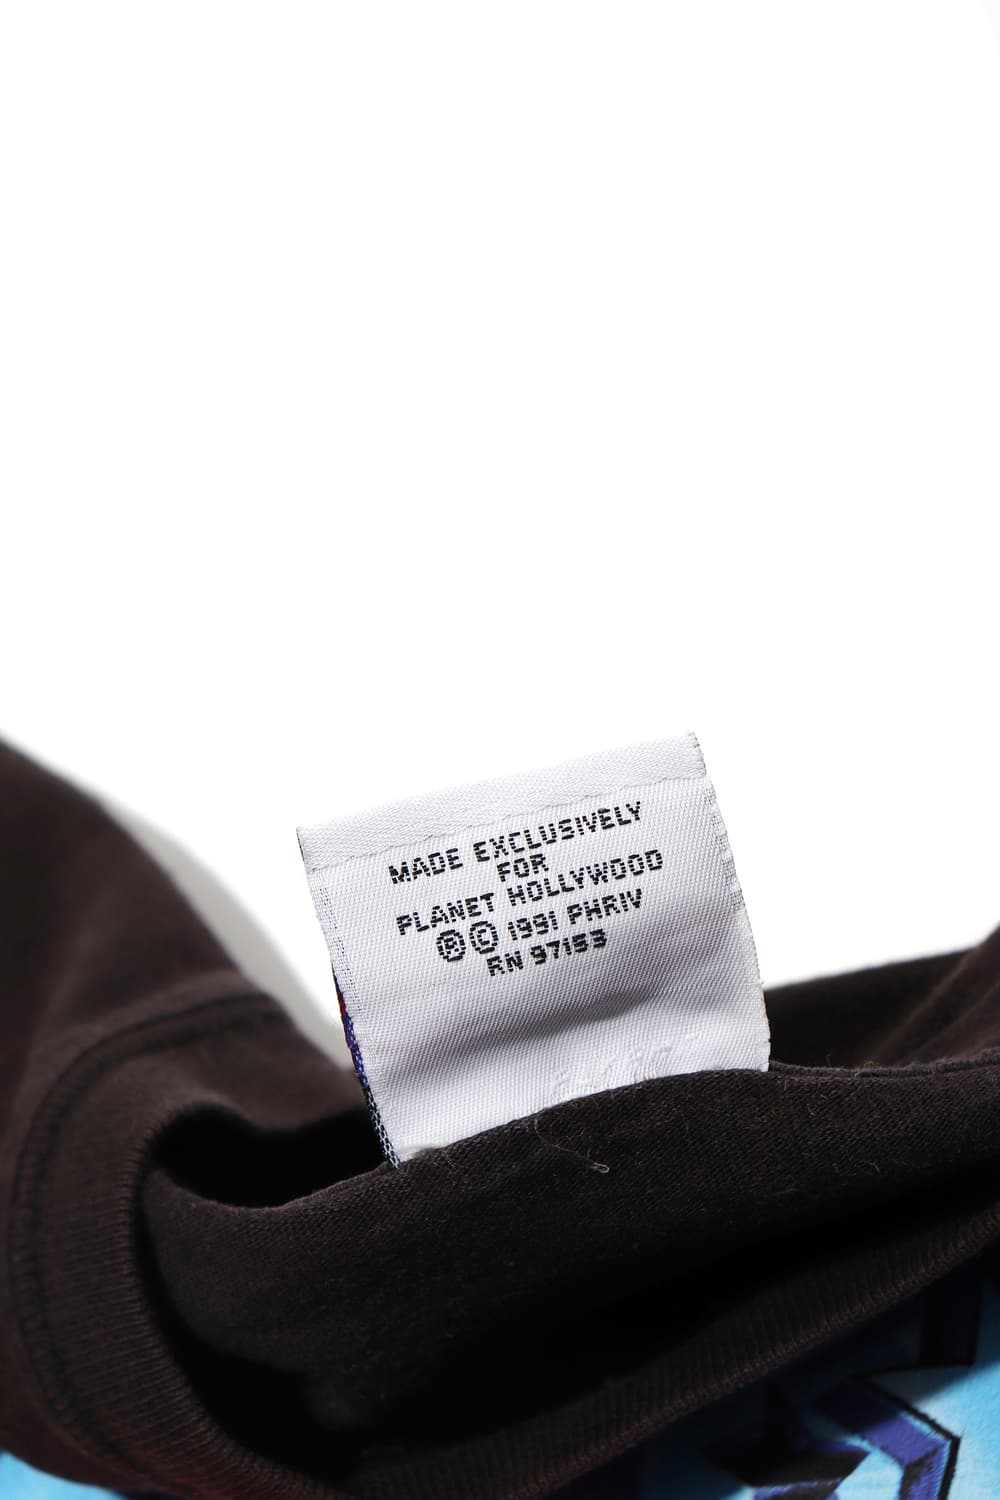 MADE EXCLUSIVELY
FOR
PLANET HOLLYWOOD
®© 1991 PHRIV
RN 97153